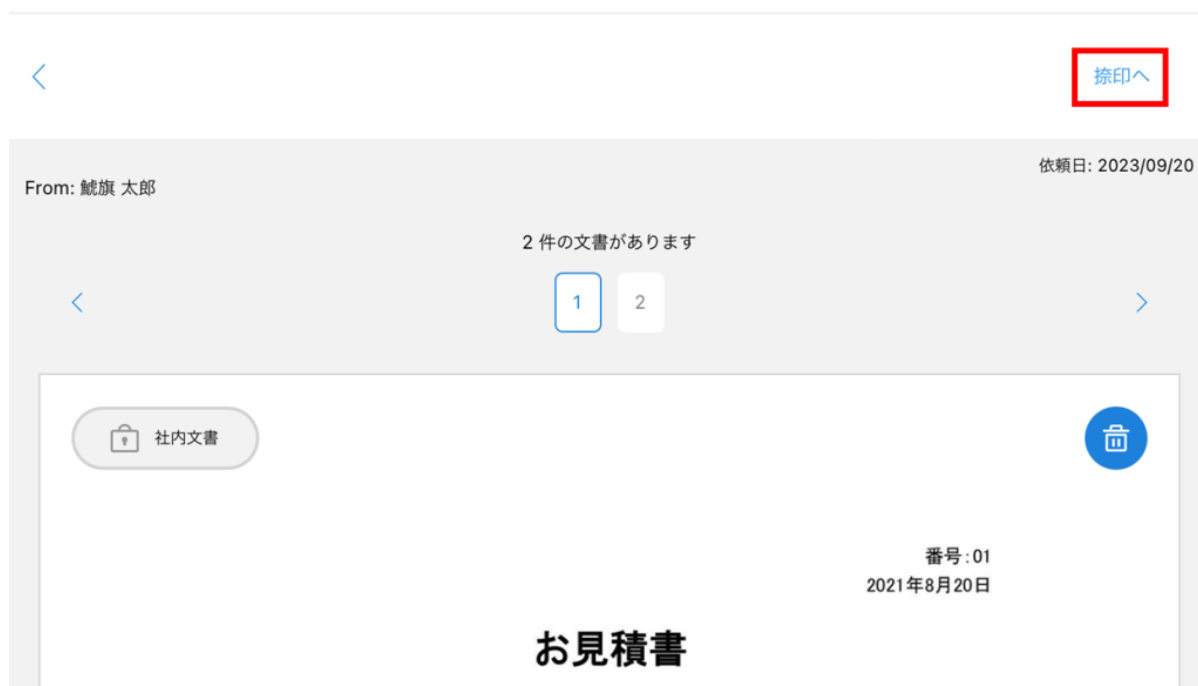 捺印へ
依頼日: 2023/09/20
From: 鯱旗 太郎
2 件の文書があります
1 2
社内文書
番号:01
2021年8月20日
お見積書